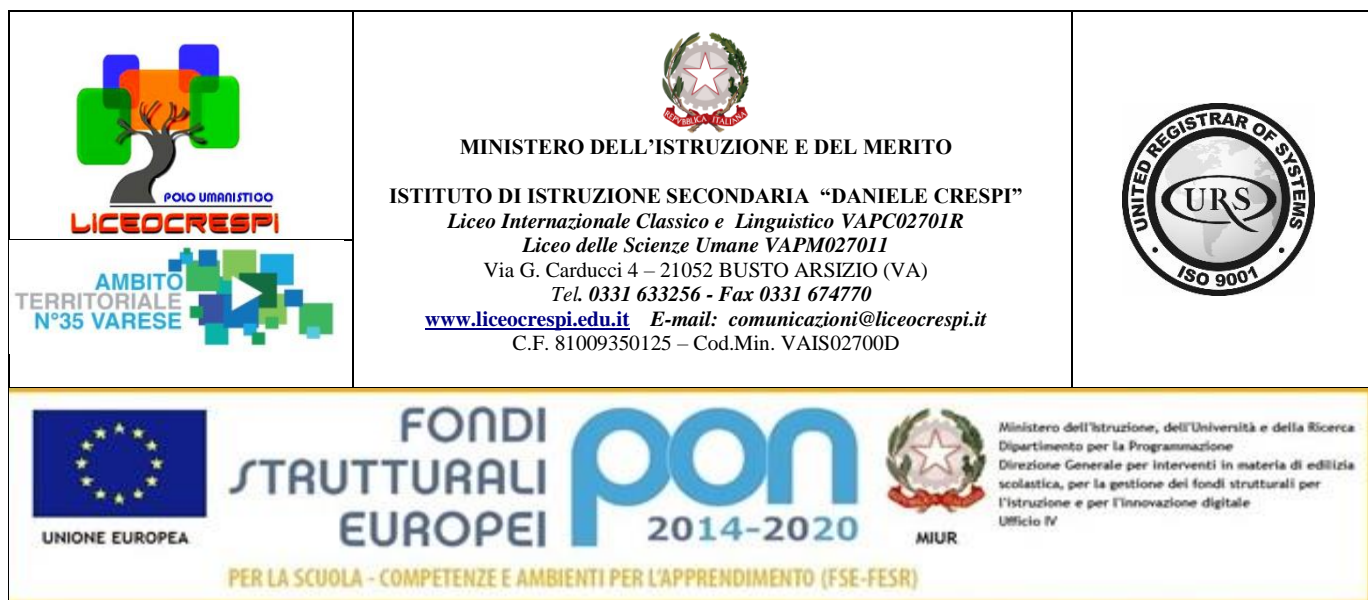 POLO UMANISTICO
LICEOCRESPI
AMBITO
TERRITORIALE
N°35 VARESE
REPVBBLICA ITALIANA
MINISTERO DELL’ISTRUZIONE E DEL MERITO
ISTITUTO DI ISTRUZIONE SECONDARIA “DANIELE CRESPI”
Liceo Internazionale Classico e Linguistico VAPC02701R
Liceo delle Scienze Umane VAPM027011
Via G. Carducci 4 – 21052 BUSTO ARSIZIO (VA)
Tel. 0331 633256 - Fax 0331 674770
www.liceocrespi.edu.it E-mail: comunicazioni@liceocrespi.it
C.F. 81009350125 – Cod.Min. VAIS02700D
UNITED REGISTRAR OF SYSTEMS
URS
ISO 9001
UNIONE EUROPEA
FONDI
STRUTTURALI
EUROPEI
pon
2014-2020
MIUR
Ministero dell'Istruzione, dell'Università e della Ricerca
Dipartimento per la Programmazione
Direzione Generale per interventi in materia di edilizia
scolastica, per la gestione dei fondi strutturali per
l'istruzione e per l'innovazione digitale
Ufficio IV
PER LA SCUOLA - COMPETENZE E AMBIENTI PER L'APPRENDIMENTO (FSE-FESR)